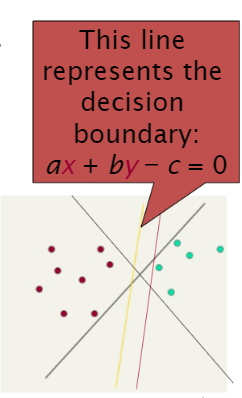 This line
represents the
decision
boundary:
ax + by − c = 0